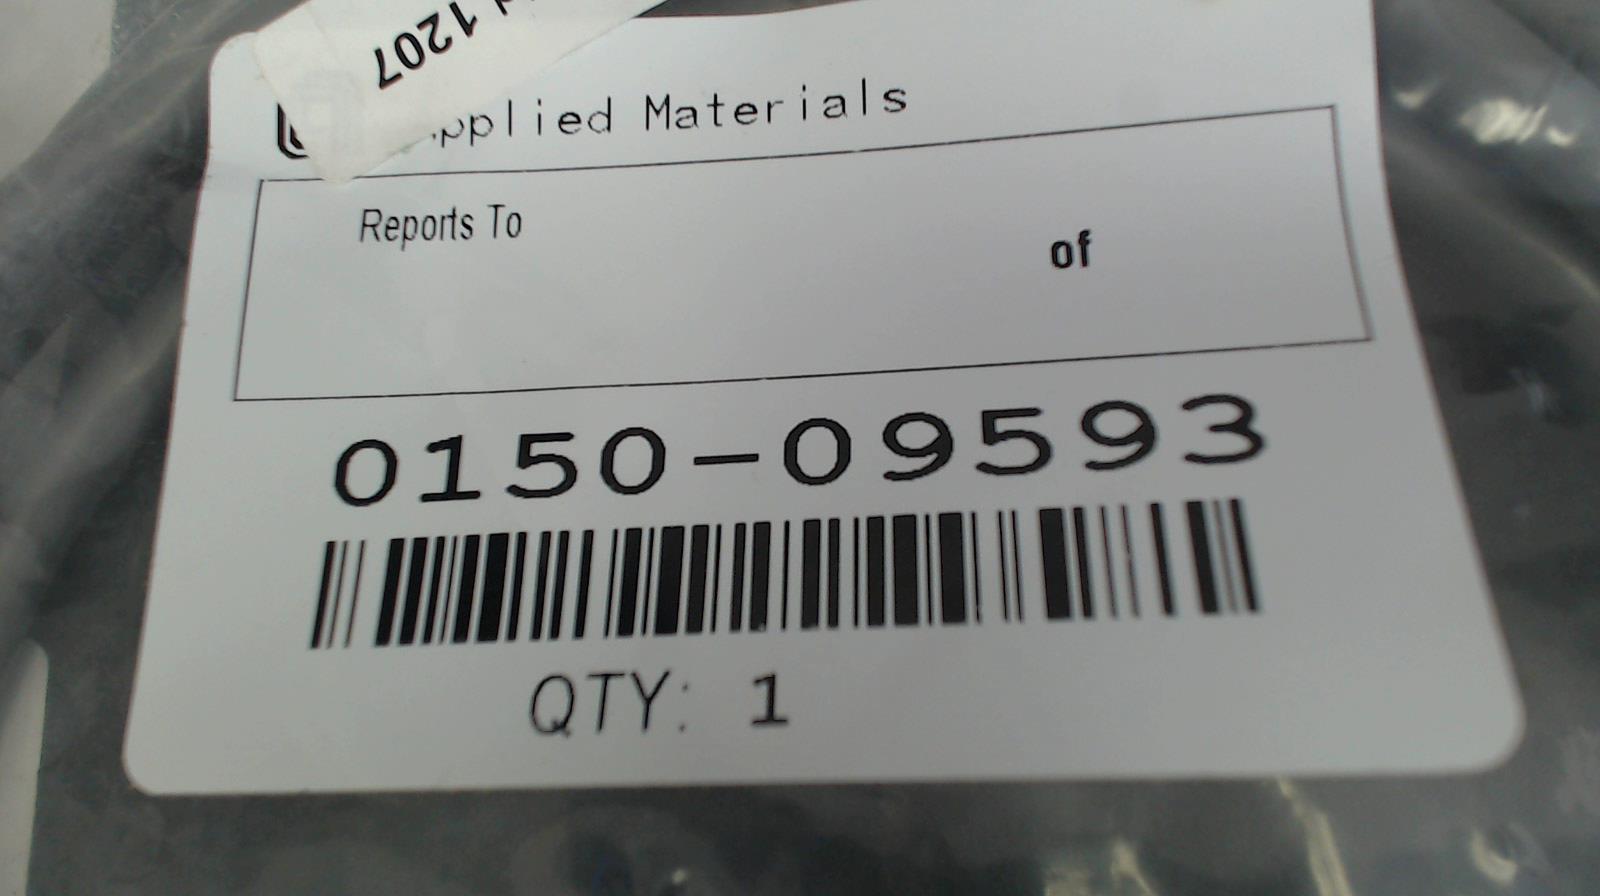 1207
pplied Materials
Reports To
of
0150-09593
QTY: 1